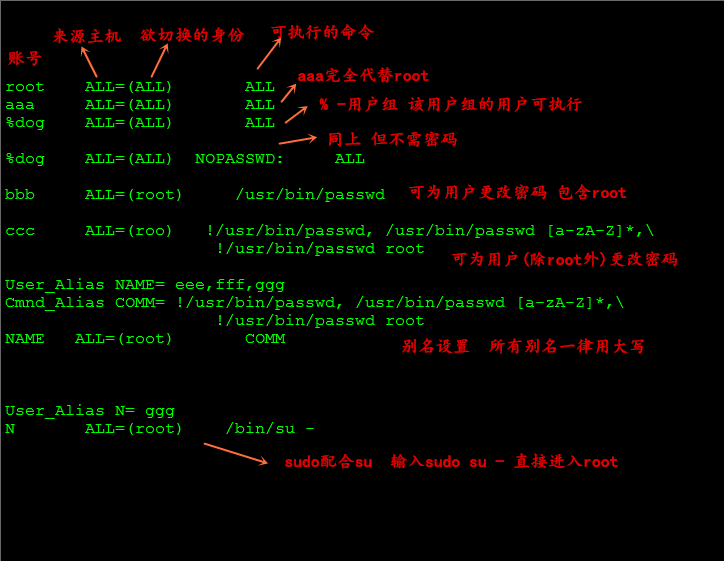 来源主机 欲切换的身份 可执行的命令
账号
root ALL=(ALL) ALL
aaa完全代替root
aaa ALL=(ALL) ALL
% -用户组 该用户组的用户可执行
%dog ALL=(ALL) ALL
同上 但不需密码
%dog ALL=(ALL) NOPASSWD: ALL
bbb ALL=(root) /usr/bin/passwd 可为用户更改密码 包含root
ccc ALL=(roo) !/usr/bin/passwd, /usr/bin/passwd [a-zA-Z]*,\
!/usr/bin/passwd root
可为用户(除root外)更改密码
User_Alias NAME= eee,fff,ggg
Cmnd_Alias COMM= !/usr/bin/passwd, /usr/bin/passwd [a-zA-Z]*,\
!/usr/bin/passwd root
NAME ALL=(root) COMM 别名设置 所有别名一律用大写
User_Alias N= ggg
N ALL=(root) /bin/su -
sudo配合su 输入sudo su - 直接进入root